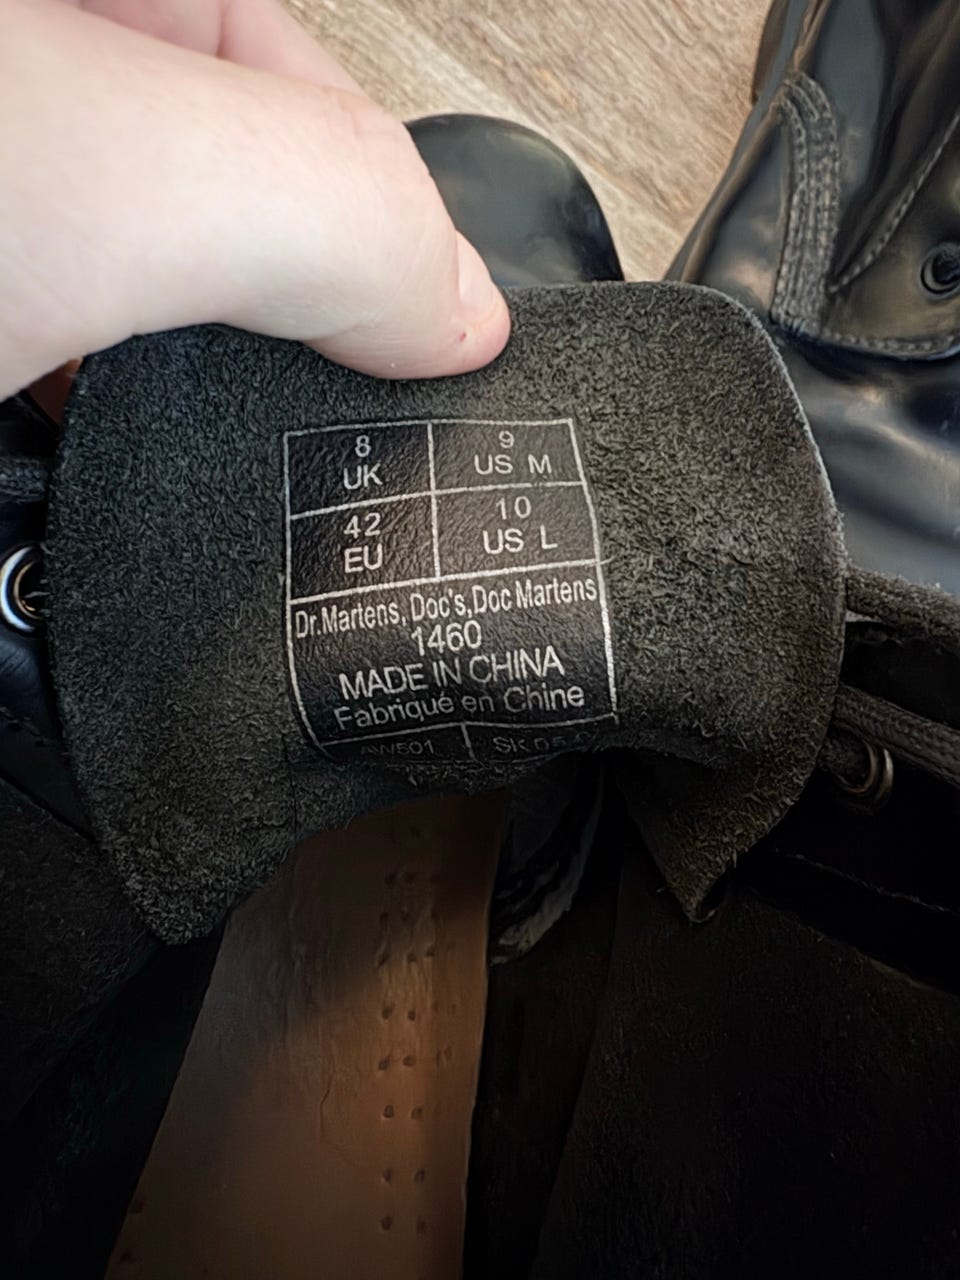 8
UK
9
US M
42
EU
10
US L
Dr.Martens, Doc's, Doc Martens
1460
MADE IN CHINA
Fabriqué en Chine
AW501